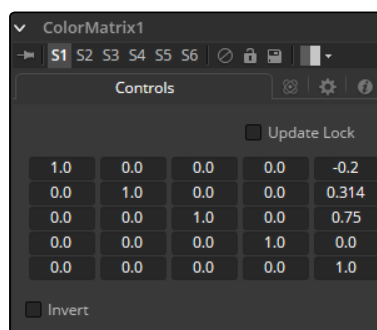 ColorMatrix1
S1 S2 S3 S4 S5 S6
Controls
Update Lock
1.0 0.0 0.0 0.0 -0.2
0.0 1.0 0.0 0.0 0.314
0.0 0.0 1.0 0.0 0.75
0.0 0.0 0.0 1.0 0.0
0.0 0.0 0.0 0.0 1.0
Invert